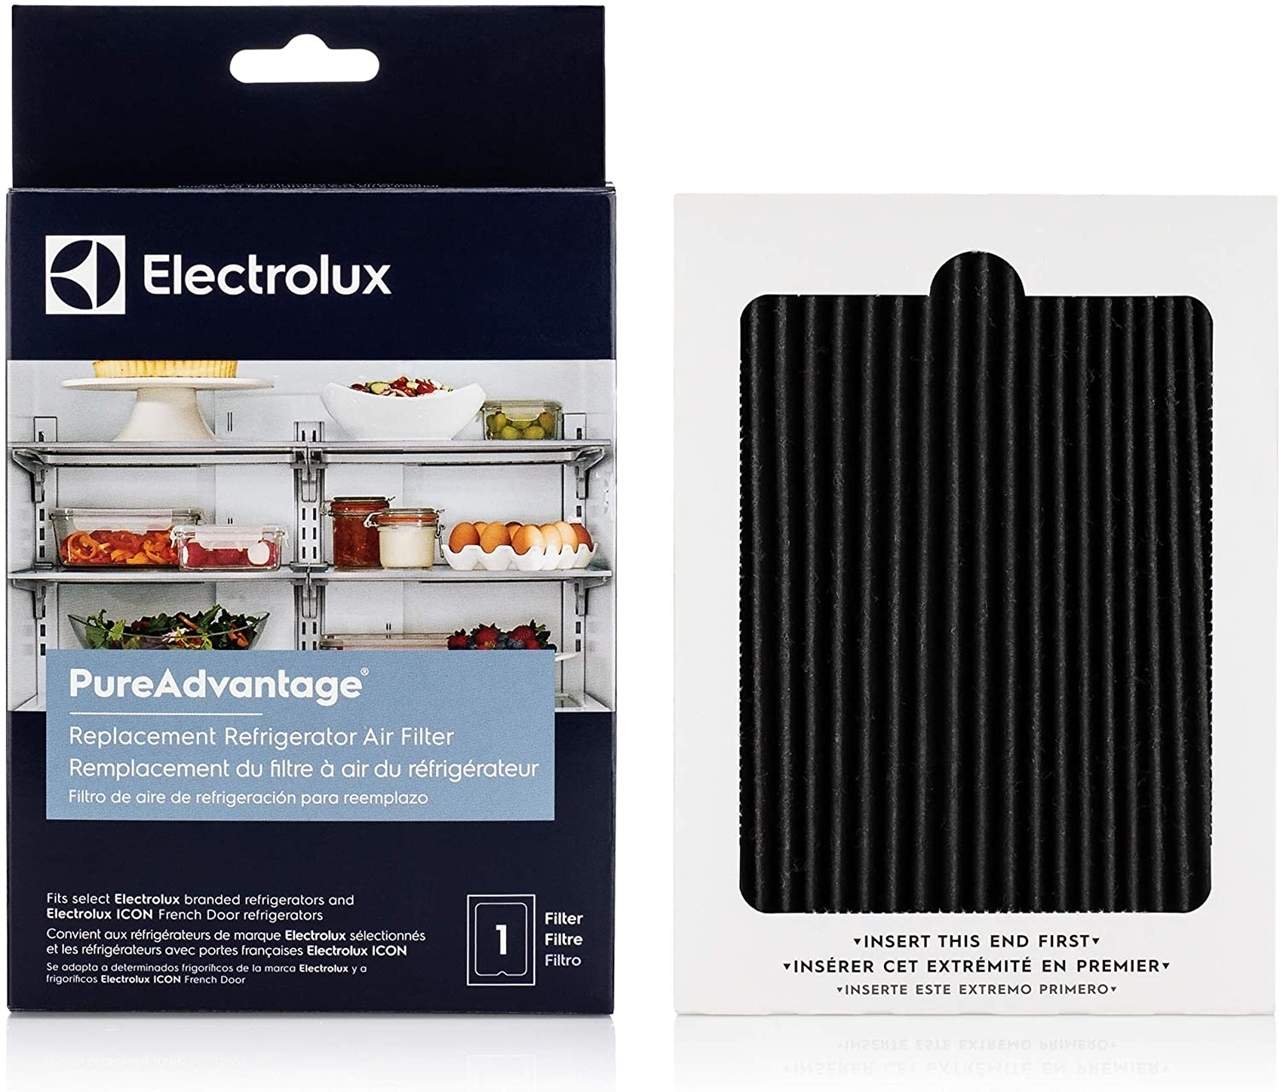 Electrolux
PureAdvantage®
Replacement Refrigerator Air Filter
Remplacement du filtre à air du réfrigérateur
Filtro de aire de refrigeración para reemplazo
Fits select Electrolux branded refrigerators and
Electrolux ICON French Door refrigerators
Convient aux réfrigérateurs de marque Electrolux sélectionnés
et les réfrigérateurs avec portes françaises Electrolux ICON
Se adapta a determinados frigoríficos de la marca Electrolux y a
frigoríficos Electrolux ICON French Door
1
Filter
Filtre
Filtro
▾INSERT THIS END FIRST▾
▾INSÉRER CET EXTRÉMITÉ EN PREMIER▾
▾INSERTE ESTE EXTREMO PRIMERO▾